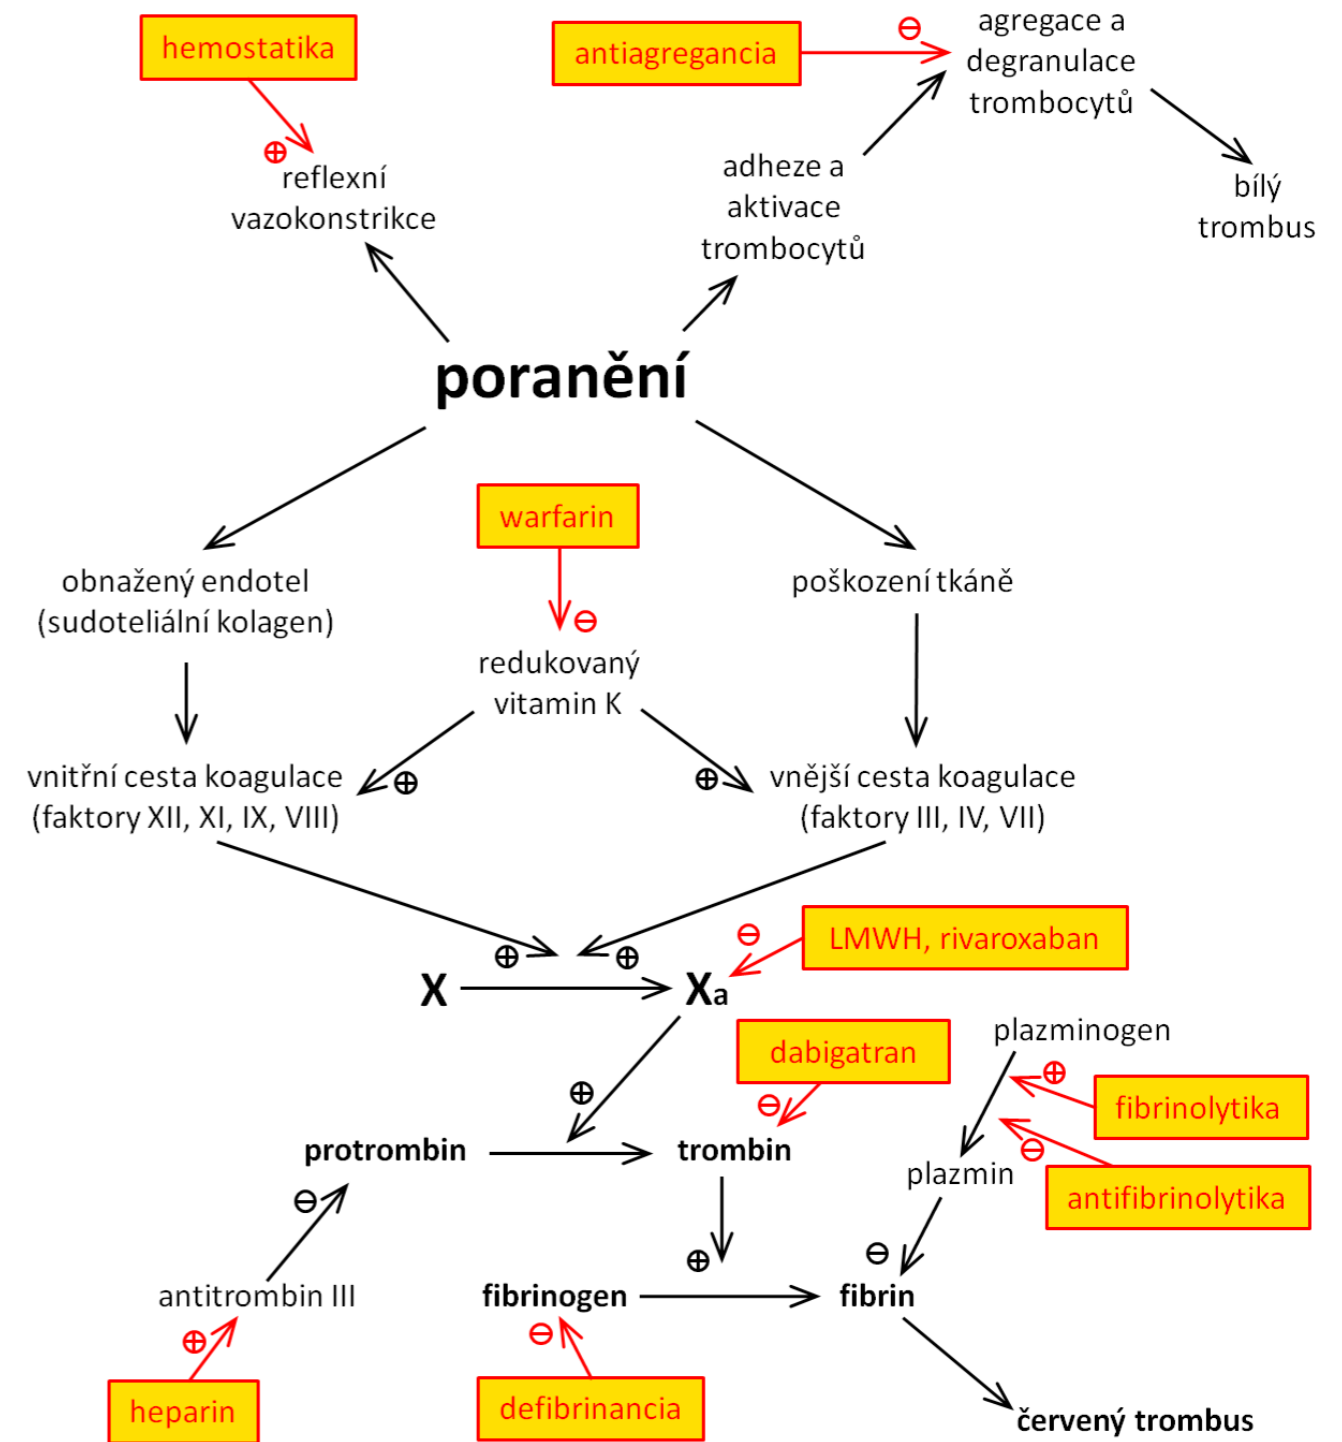 hemostatika
antiagregancia
⊖
agregace a
degranulace
trombocytů
⊕
reflexní
vazokonstrikce
adheze a
aktivace
trombocytů
bílý
trombus
poranění
warfarin
⊖
obnažený endotel
(sudoteliální kolagen)
poškození tkáně
redukovaný
vitamin K
vnitřní cesta koagulace
(faktory XII, XI, IX, VIII)
⊕
⊕
vnější cesta koagulace
(faktory III, IV, VII)
⊕
⊕
⊖
LMWH, rivaroxaban
X
Xa
dabigatran
plazminogen
⊕
⊖
⊕
fibrinolytika
protrombin
trombin
⊖
plazmin
antifibrinolytika
⊖
⊕
⊖
antitrombin III
fibrinogen
fibrin
⊕
⊖
heparin
defibrinancia
červený trombus